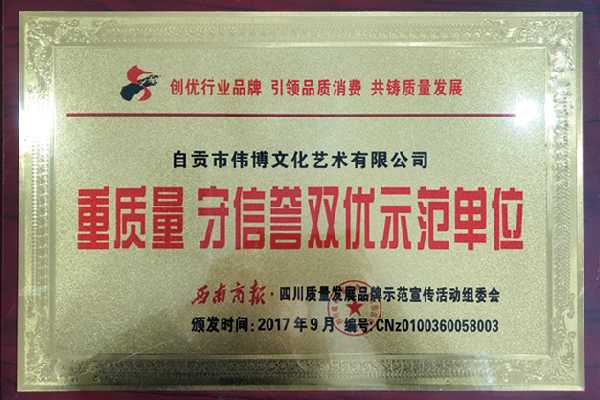 创优行业品牌 引领品质消费 共铸质量发展
自贡市伟博文化艺术有限公司
重质量 守信誉双优示范单位
西南商报·四川质量发展品牌示范宣传活动组委会
颁发时间:2017年9月 编号:CNz0100360058003